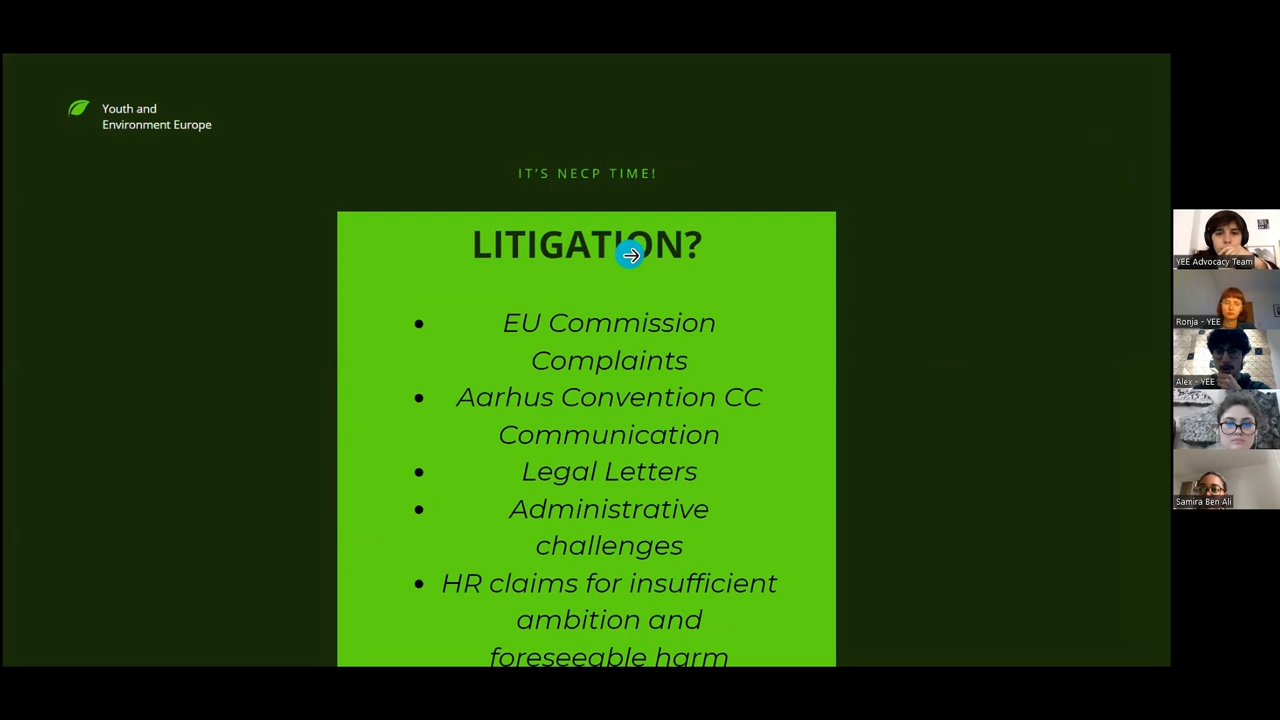 Youth and
Environment Europe
IT'S NECP TIME!
LITIGATION?
• EU Commission
Complaints
• Aarhus Convention CC
Communication
• Legal Letters
• Administrative
challenges
• HR claims for insufficient
ambition and
foreseeable harm
YEE Advocacy Team
Ronja - YEE
Alex - YEE
Samira Ben Ali